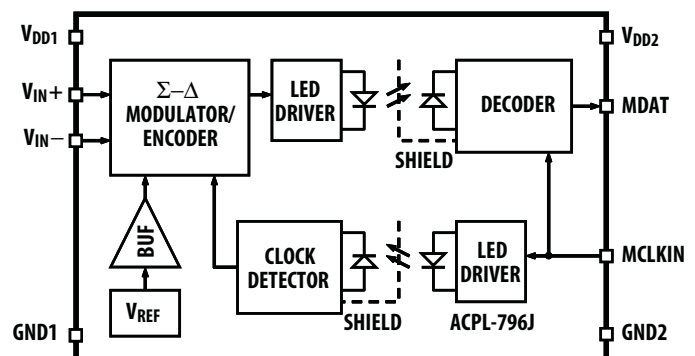 VDD1
VDD2
VIN+
VIN−
Σ−Δ
MODULATOR/
ENCODER
LED
DRIVER
SHIELD
DECODER
MDAT
BUF
VREF
CLOCK
DETECTOR
SHIELD
LED
DRIVER
MCLKIN
ACPL-796J
GND1
GND2